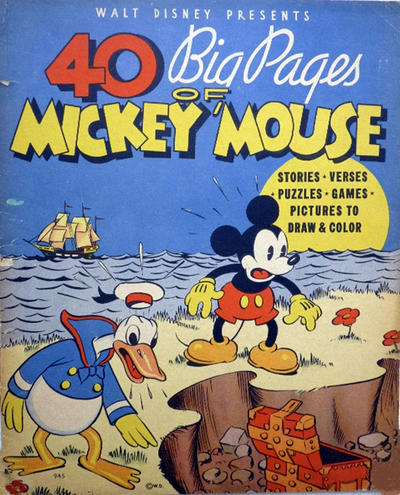 WALT DISNEY PRESENTS
40 Big Pages
OF
MICKEY MOUSE
STORIES • VERSES
• PUZZLES • GAMES •
PICTURES TO
DRAW & COLOR
945
©W.D.